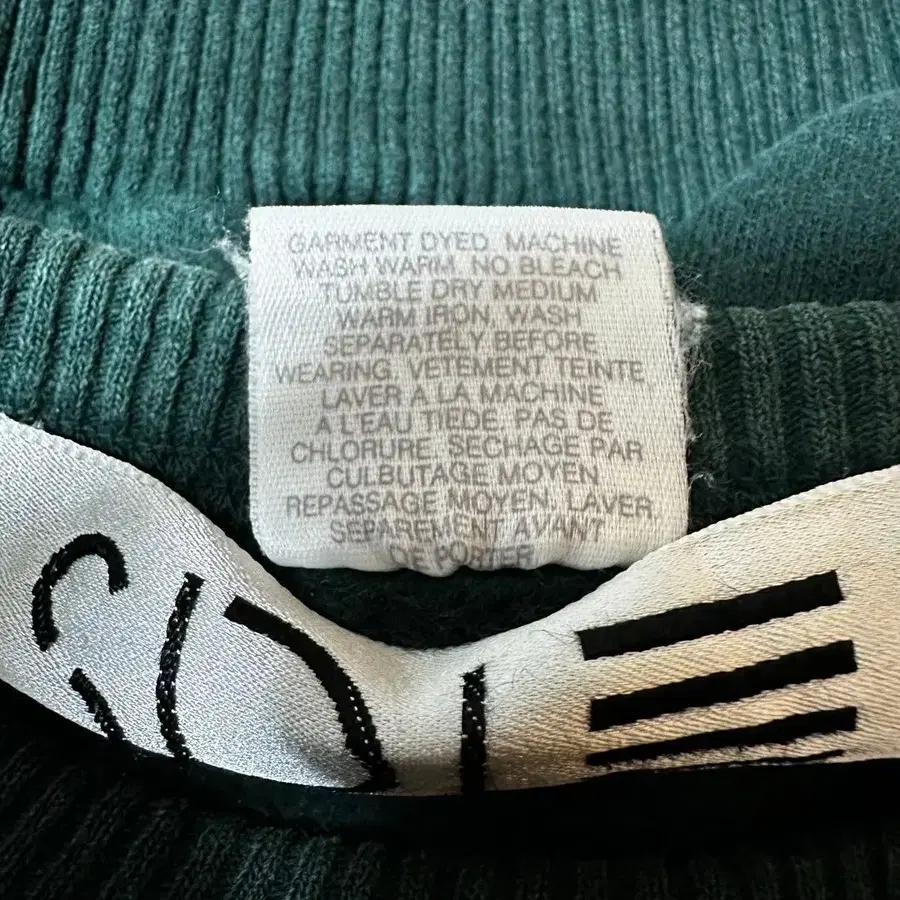 GARMENT DYED. MACHINE
WASH WARM. NO BLEACH
TUMBLE DRY MEDIUM
WARM IRON, WASH
SEPARATELY BEFORE
WEARING. VETEMENT TEINTE.
LAVER A LA MACHINE
A L'EAU TIEDE. PAS DE
CHLORURE. SECHAGE PAR
CULBUTAGE MOYEN
REPASSAGE MOYEN. LAVER
SEPAREMENT AVANT
DE PORTER